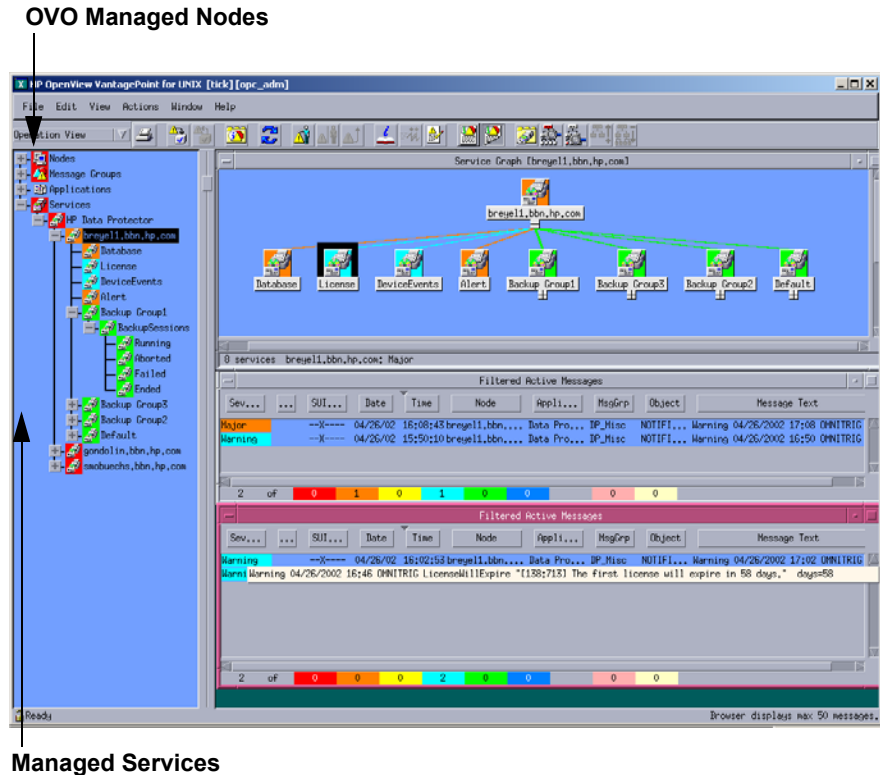 OVO Managed Nodes
HP OpenView VantagePoint for UNIX [tick][opc_adm]
File Edit View Actions Window Help
Operation View
Nodes
Message Groups
Applications
Services
HP Data Protector
breyel1.bbn.hp.com
Database
License
DeviceEvents
Alert
Backup Group1
BackupSessions
Running
Aborted
Failed
Ended
Backup Group3
Backup Group2
Default
gondolin.bbn.hp.com
smobuechs.bbn.hp.com
Service Graph [breyel1.bbn.hp.com]
breyel1.bbn.hp.com
Database License DeviceEvents Alert Backup Group1 Backup Group3 Backup Group2 Default
0 services breyel1.bbn.hp.com: Major
Filtered Active Messages
Sev... ... SUI... Date Time Node Appli... MsgGrp Object Message Text
Major --X---- 04/26/02 16:08:43 breyel1.bbn.... Data Pro... DP_Misc NOTIFI... Warning 04/26/2002 17:08 OMNITRIG
Warning --X---- 04/26/02 15:50:10 breyel1.bbn.... Data Pro... DP_Misc NOTIFI... Warning 04/26/2002 16:50 OMNITRIG
2 of 0 1 0 1 0 0 0 0
Filtered Active Messages
Sev... ... SUI... Date Time Node Appli... MsgGrp Object Message Text
Warning --X---- 04/26/02 16:02:53 breyel1.bbn.... Data Pro... DP_Misc NOTIFI... Warning 04/26/2002 17:02 OMNITRIG
Warni Warning 04/26/2002 16:46 OMNITRIG LicenseWillExpire "[138:713] The first license will expire in 58 days." days=58
2 of 0 0 0 2 0 0 0 0
Ready
Browser displays max 50 messages.
Managed Services